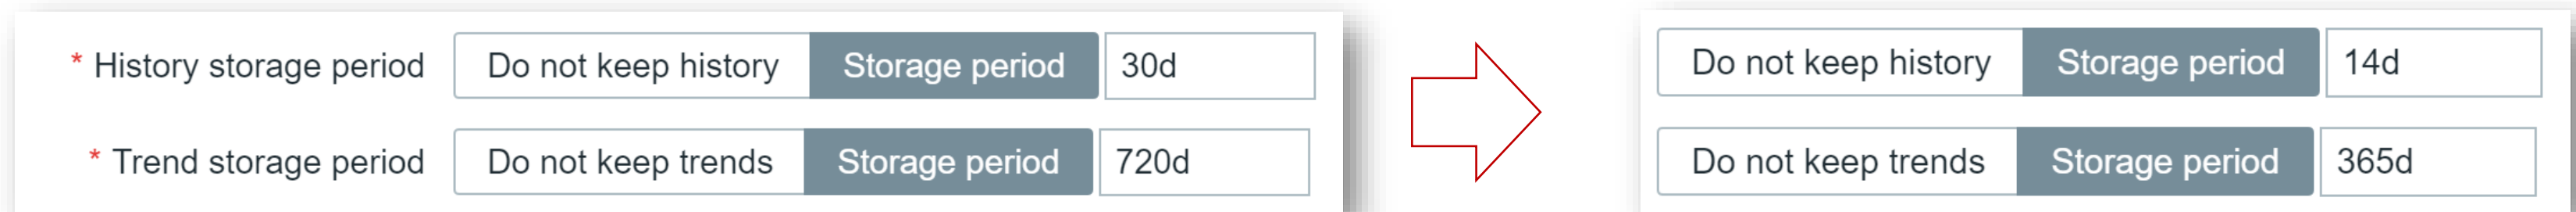 * History storage period Do not keep history Storage period 30d
* Trend storage period Do not keep trends Storage period 720d
Do not keep history Storage period 14d
Do not keep trends Storage period 365d